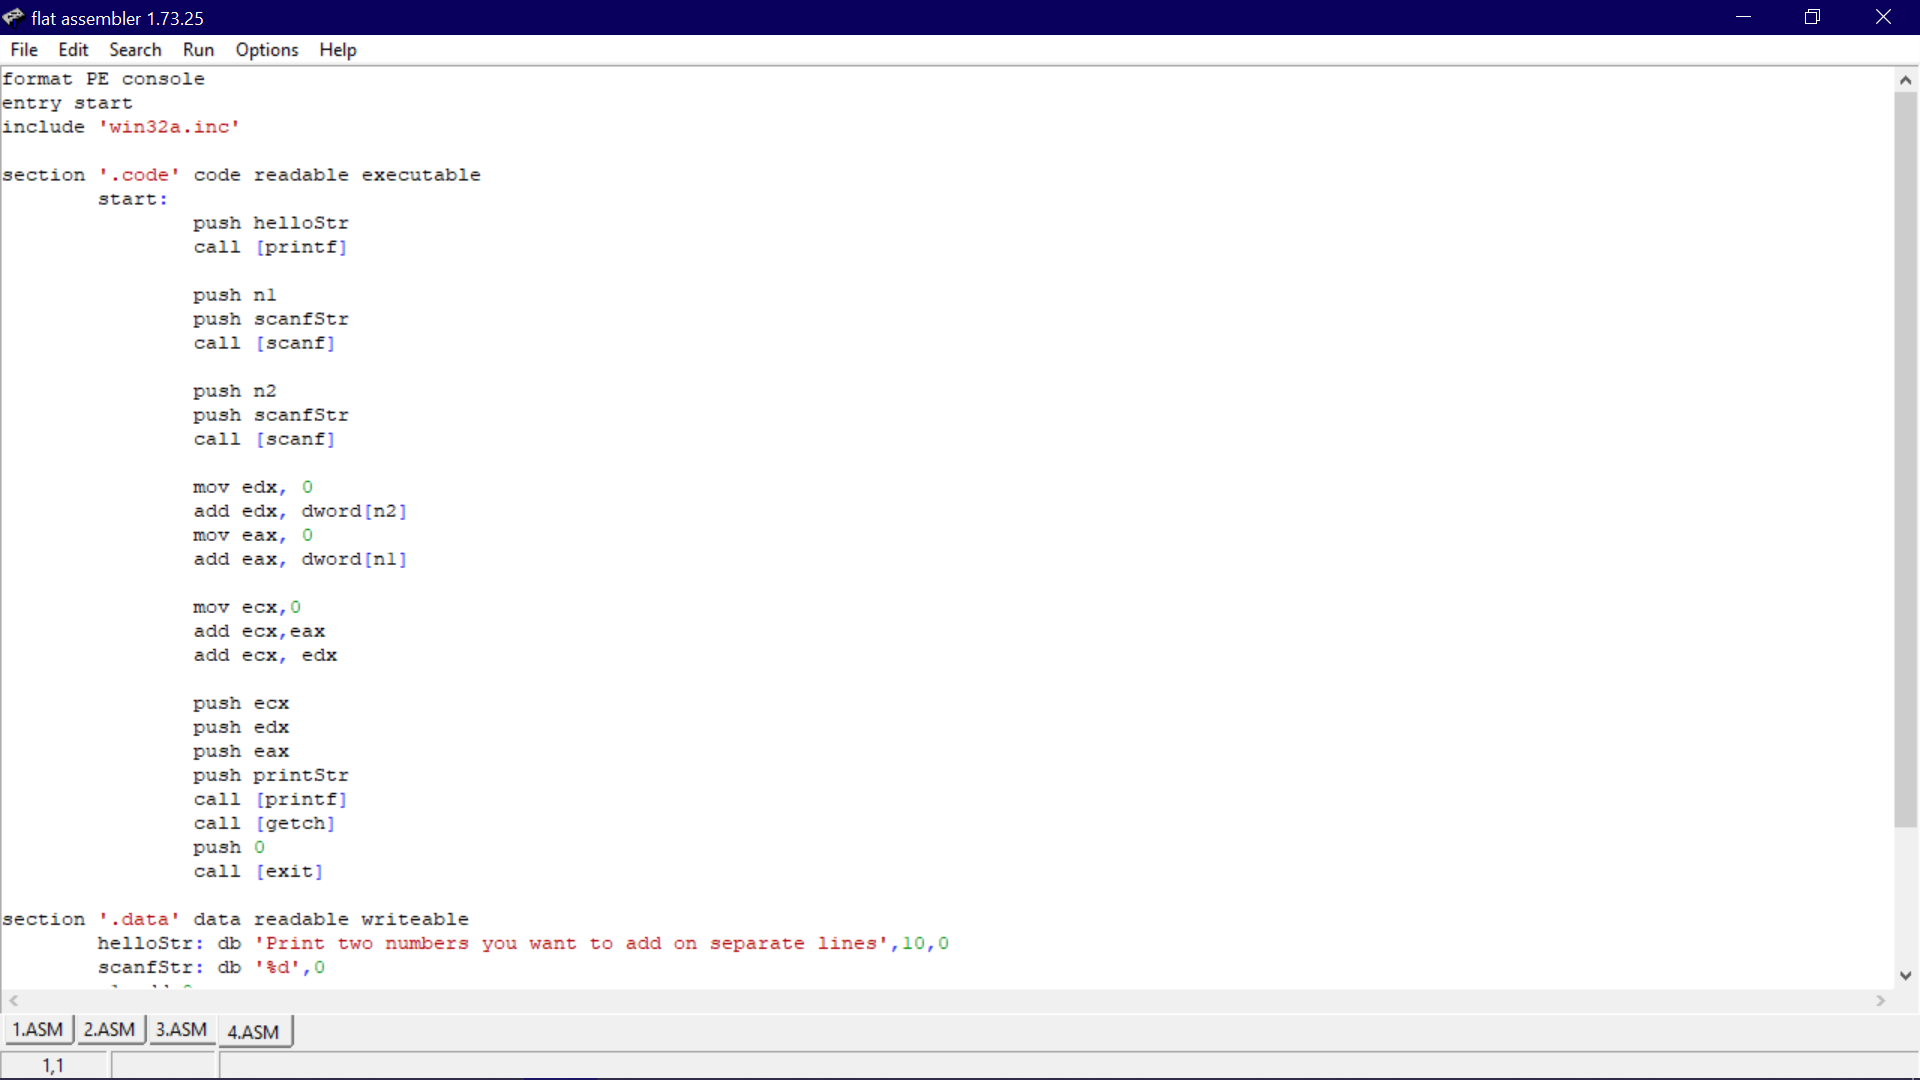 flat assembler 1.73.25
File Edit Search Run Options Help
format PE console
entry start
include 'win32a.inc'
section '.code' code readable executable
start:
push helloStr
call [printf]
push n1
push scanfStr
call [scanf]
push n2
push scanfStr
call [scanf]
mov edx, 0
add edx, dword[n2]
mov eax, 0
add eax, dword[n1]
mov ecx,0
add ecx,eax
add ecx, edx
push ecx
push edx
push eax
push printStr
call [printf]
call [getch]
push 0
call [exit]
section '.data' data readable writeable
helloStr: db 'Print two numbers you want to add on separate lines',10,0
scanfStr: db '%d',0
1.ASM 2.ASM 3.ASM 4.ASM
1,1